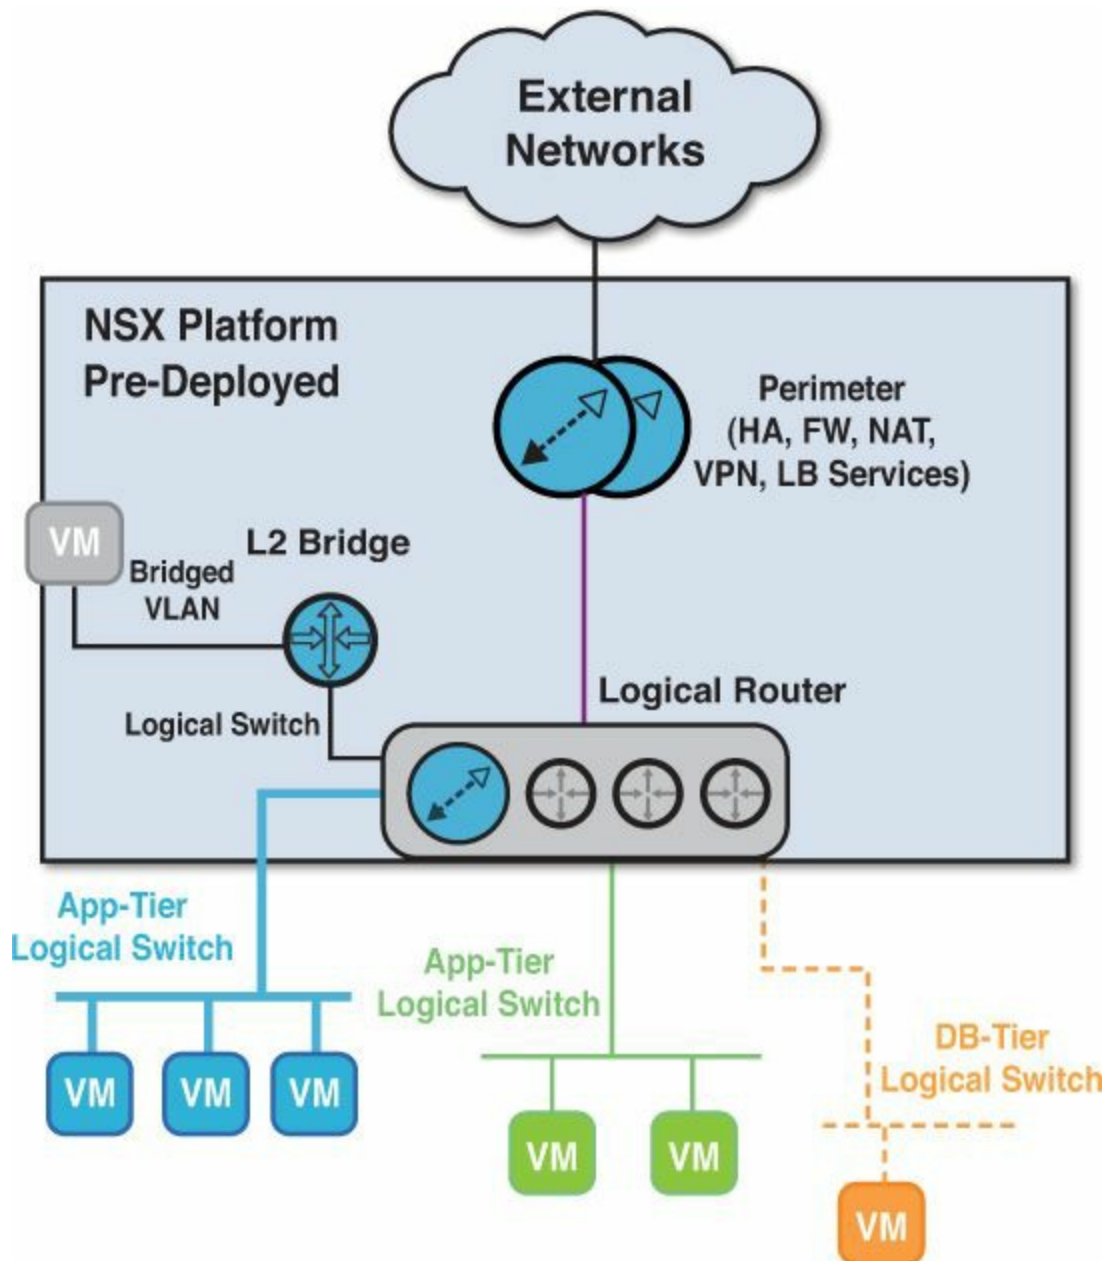 External
Networks
NSX Platform
Pre-Deployed
Perimeter
(HA, FW, NAT,
VPN, LB Services)
VM
L2 Bridge
Bridged
VLAN
Logical Router
Logical Switch
App-Tier
Logical Switch
App-Tier
Logical Switch
DB-Tier
Logical Switch
VM
VM
VM
VM
VM
VM